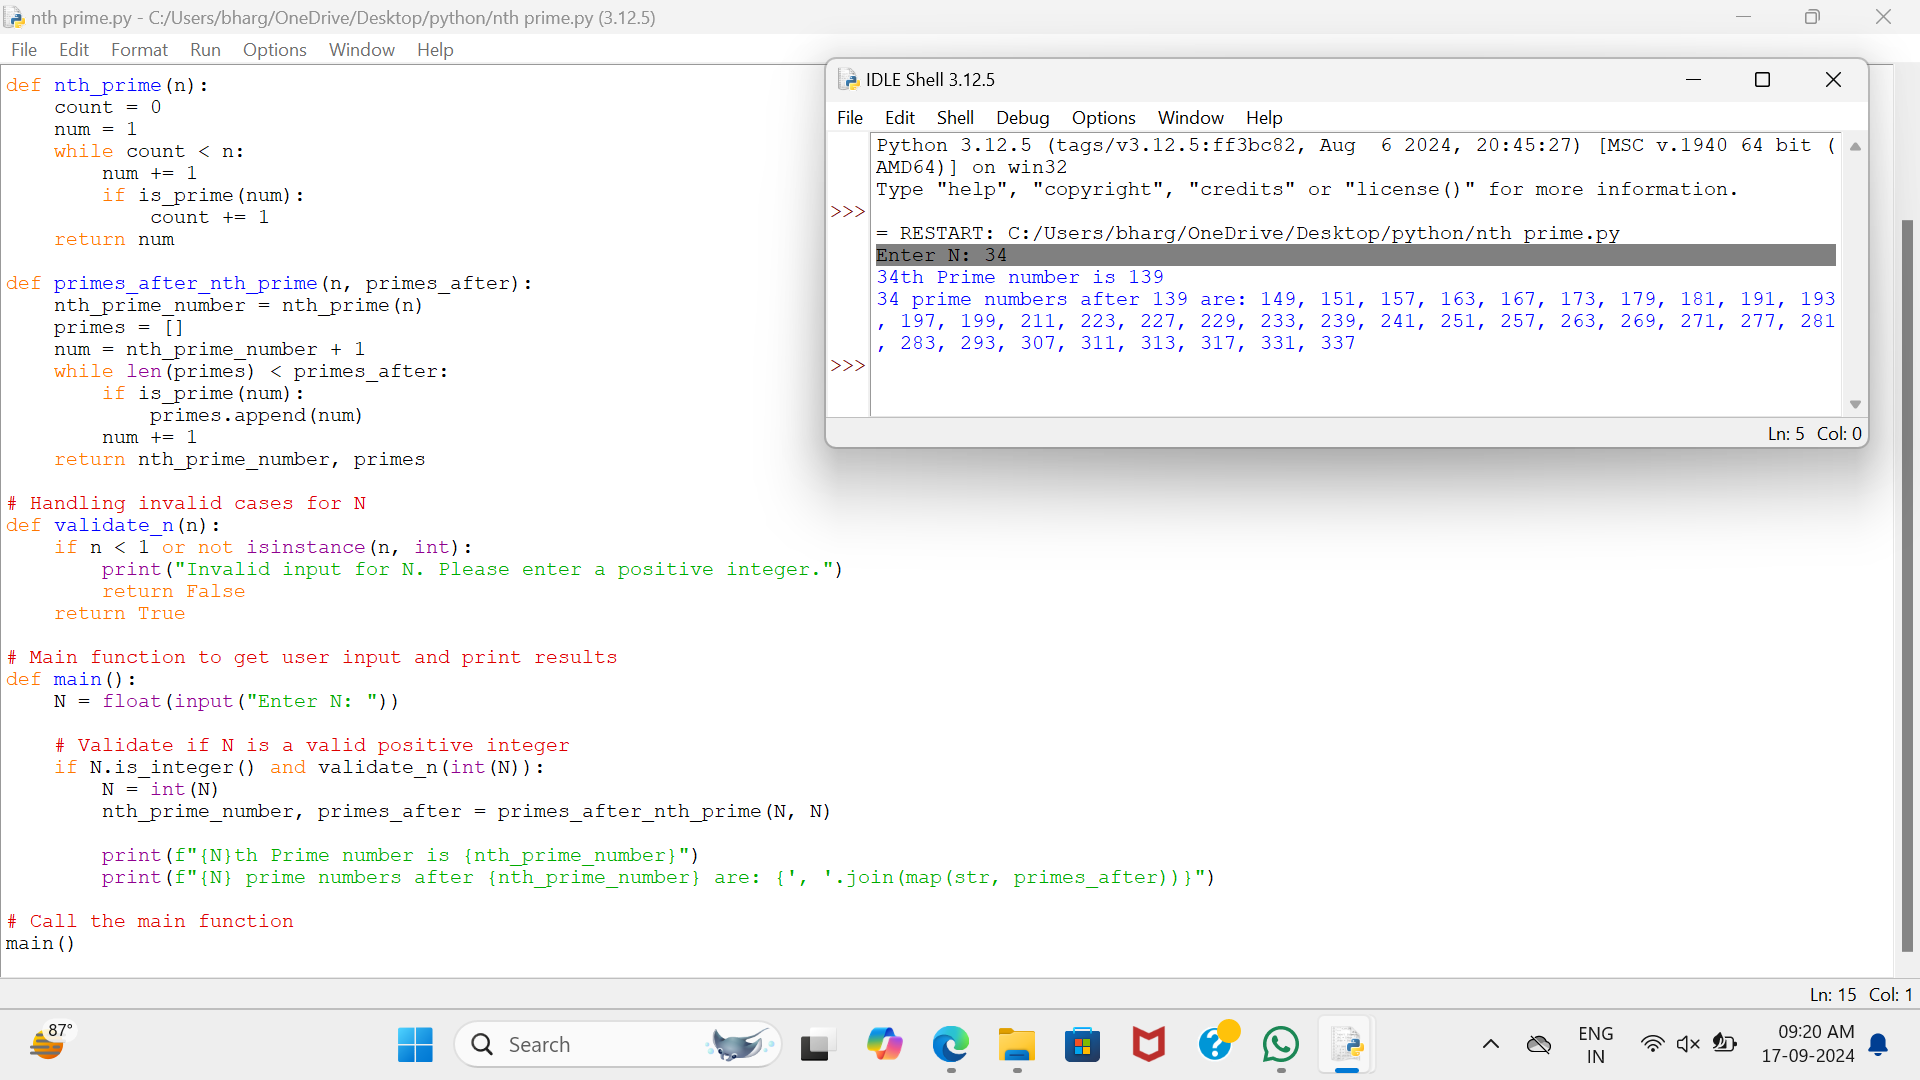 nth prime.py - C:/Users/bharg/OneDrive/Desktop/python/nth prime.py (3.12.5)
File Edit Format Run Options Window Help
def nth_prime(n):
    count = 0
    num = 1
    while count < n:
        num += 1
        if is_prime(num):
            count += 1
    return num
def primes_after_nth_prime(n, primes_after):
    nth_prime_number = nth_prime(n)
    primes = []
    num = nth_prime_number + 1
    while len(primes) < primes_after:
        if is_prime(num):
            primes.append(num)
        num += 1
    return nth_prime_number, primes
# Handling invalid cases for N
def validate_n(n):
    if n < 1 or not isinstance(n, int):
        print("Invalid input for N. Please enter a positive integer.")
        return False
    return True
# Main function to get user input and print results
def main():
    N = float(input("Enter N: "))
    # Validate if N is a valid positive integer
    if N.is_integer() and validate_n(int(N)):
        N = int(N)
        nth_prime_number, primes_after = primes_after_nth_prime(N, N)
        print(f"{N}th Prime number is {nth_prime_number}")
        print(f"{N} prime numbers after {nth_prime_number} are: {', '.join(map(str, primes_after))}")
# Call the main function
main()
Ln: 15 Col: 1
IDLE Shell 3.12.5
File Edit Shell Debug Options Window Help
Python 3.12.5 (tags/v3.12.5:ff3bc82, Aug  6 2024, 20:45:27) [MSC v.1940 64 bit (
AMD64)] on win32
Type "help", "copyright", "credits" or "license()" for more information.
>>>
= RESTART: C:/Users/bharg/OneDrive/Desktop/python/nth prime.py
Enter N: 34
34th Prime number is 139
34 prime numbers after 139 are: 149, 151, 157, 163, 167, 173, 179, 181, 191, 193
, 197, 199, 211, 223, 227, 229, 233, 239, 241, 251, 257, 263, 269, 271, 277, 281
, 283, 293, 307, 311, 313, 317, 331, 337
>>>
Ln: 5 Col: 0
87°
Search
ENG
IN
09:20 AM
17-09-2024